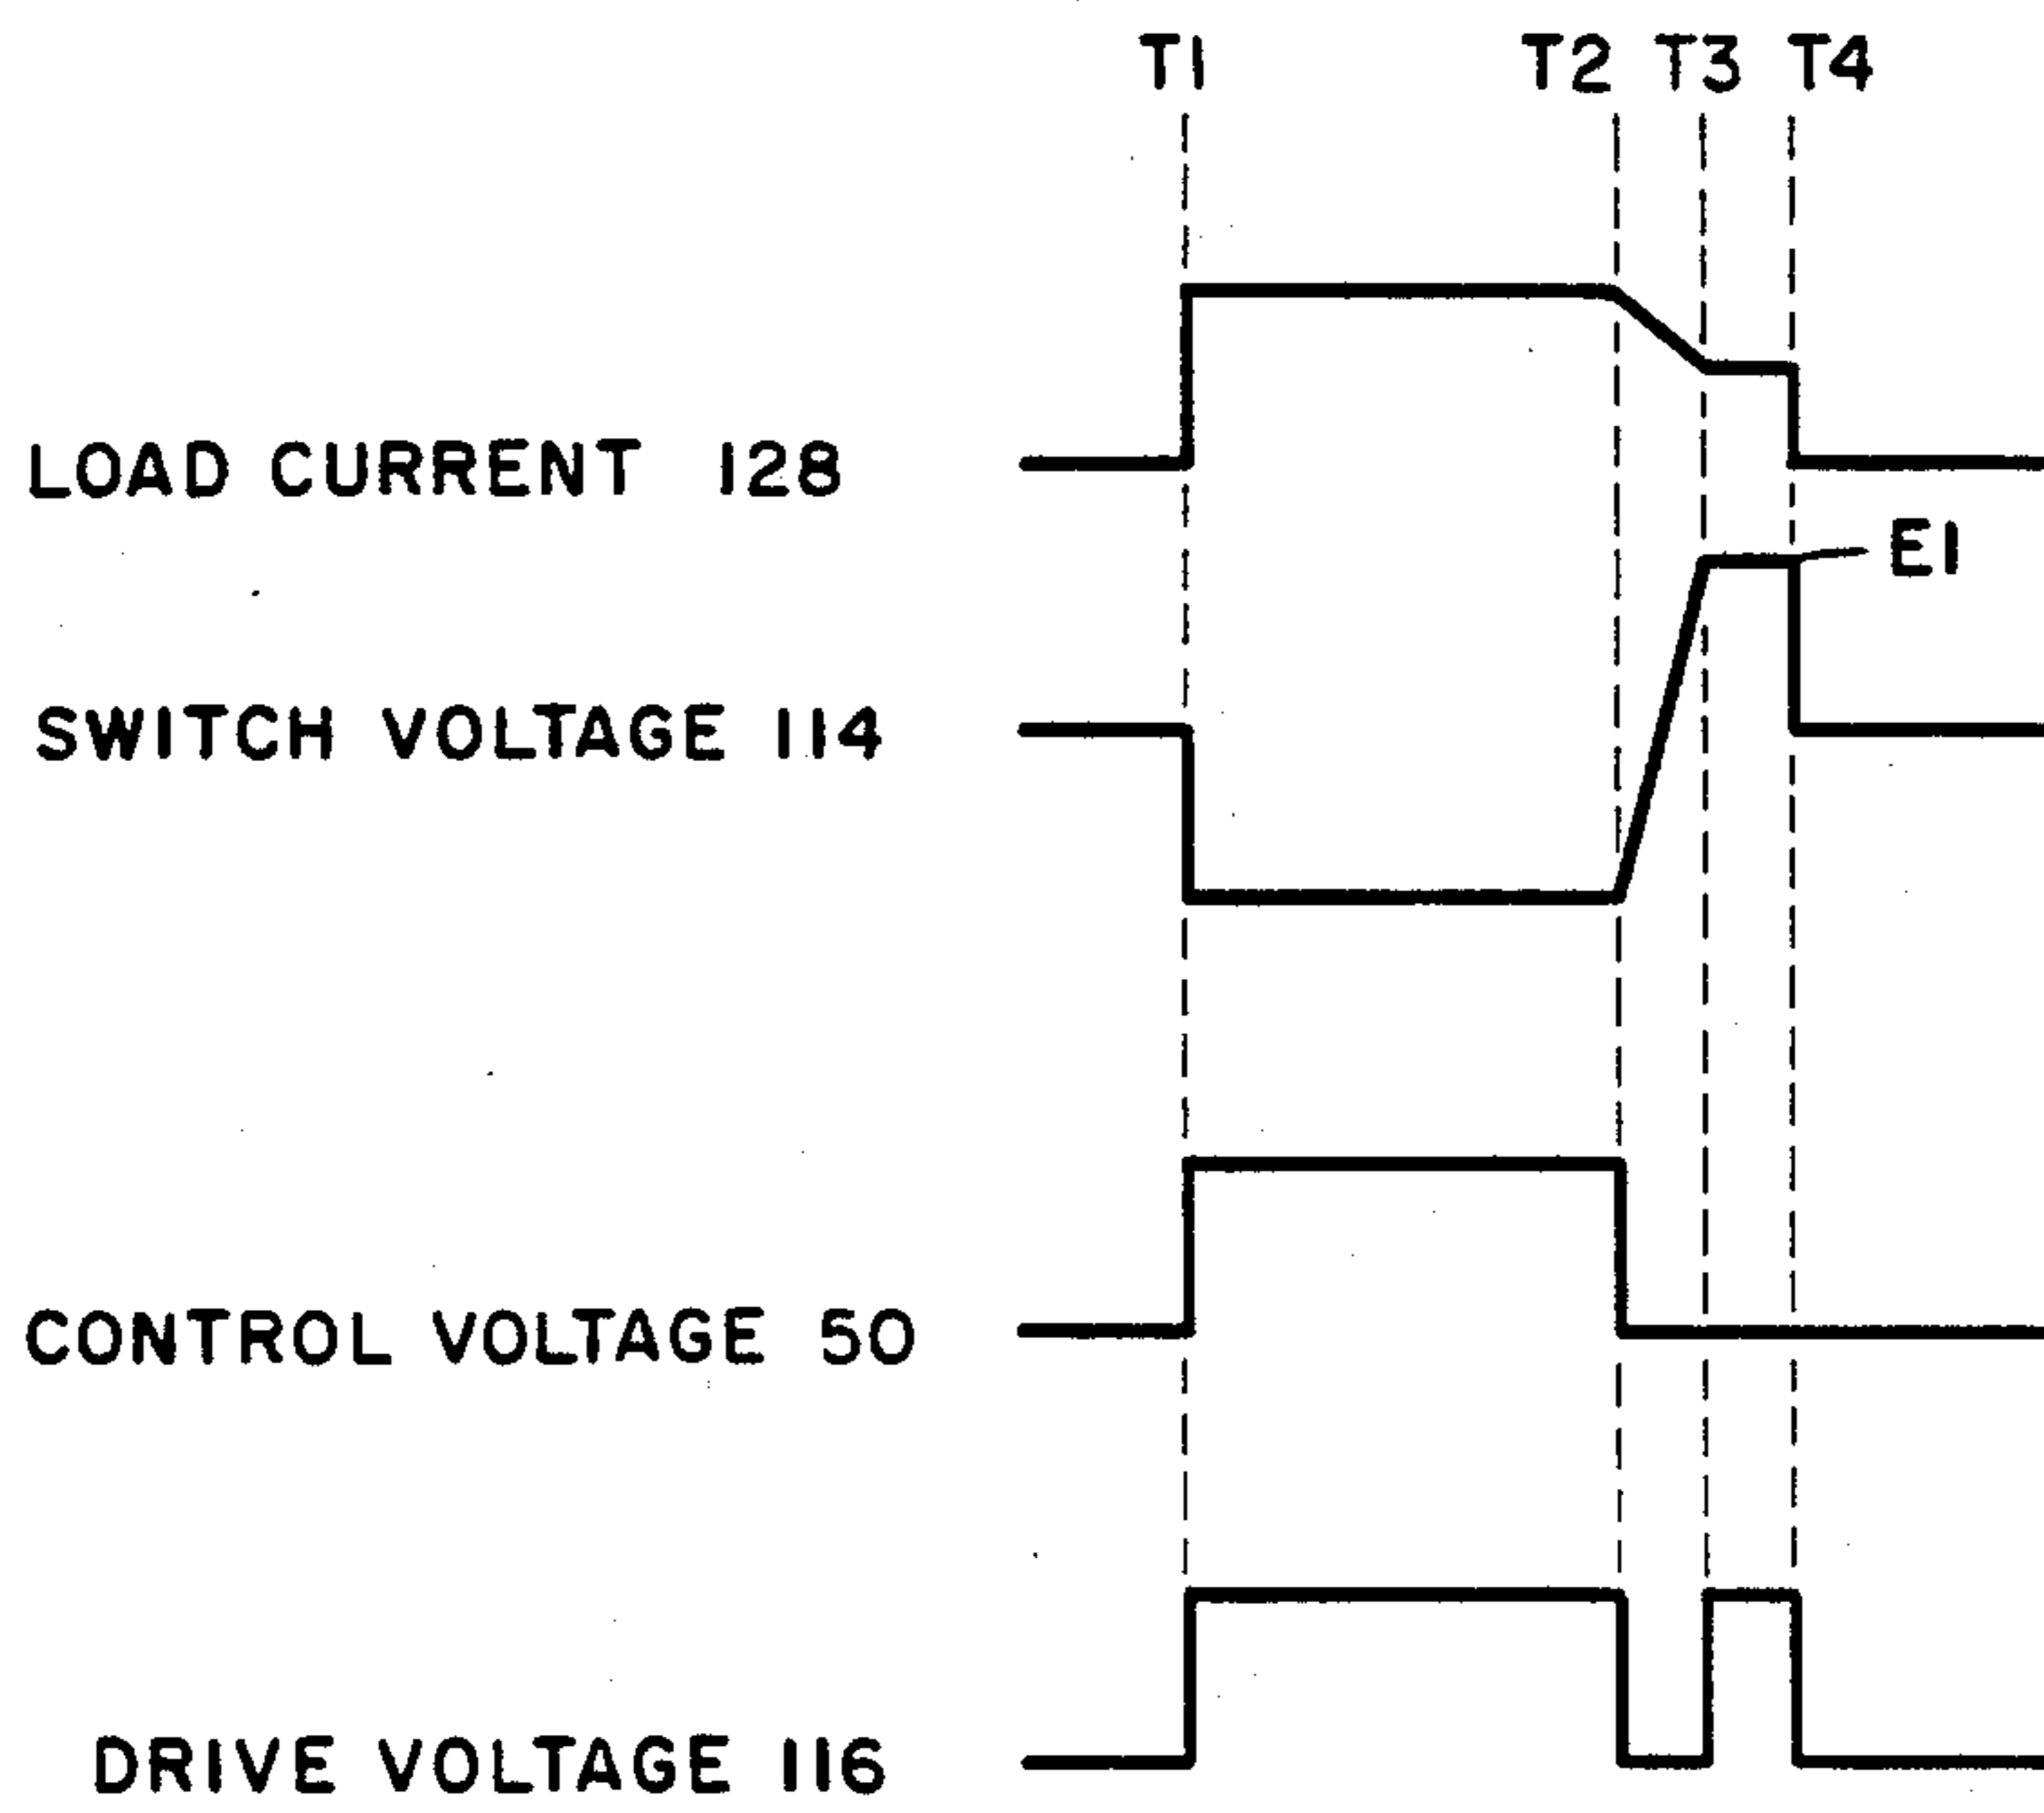 T1 T2 T3 T4
LOAD CURRENT 128
E1
SWITCH VOLTAGE 114
CONTROL VOLTAGE 50
DRIVE VOLTAGE 116